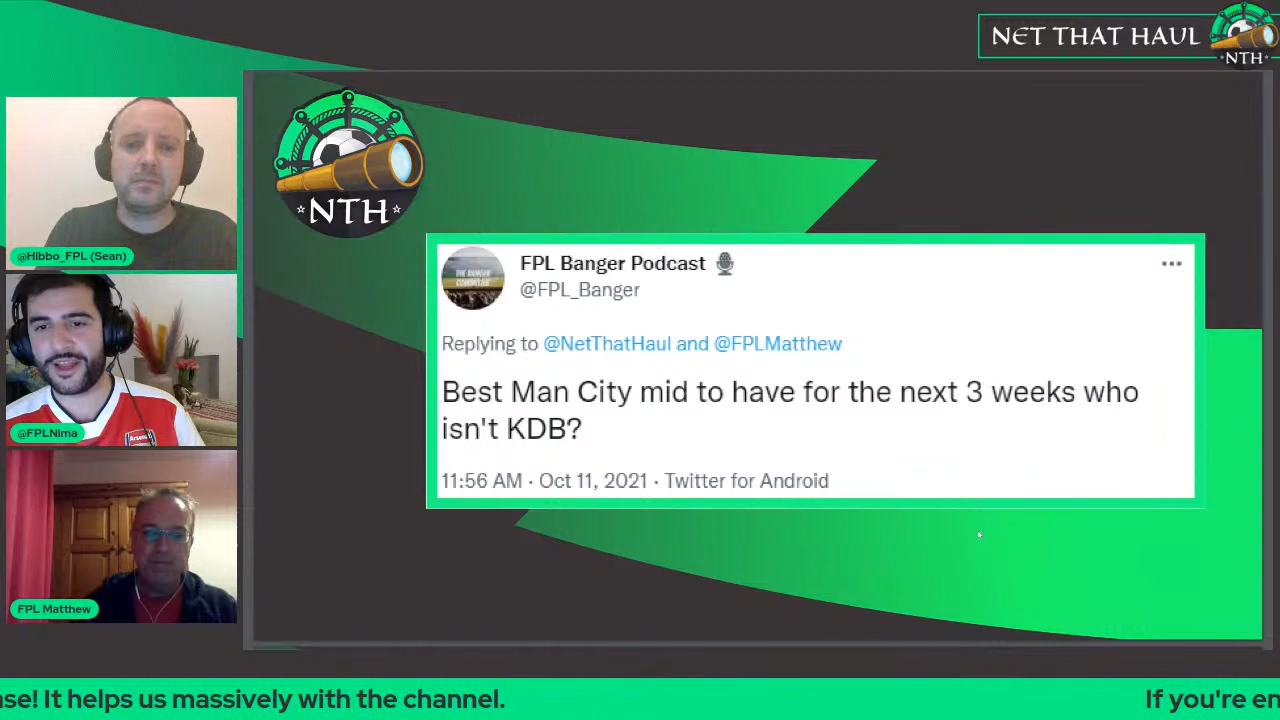 NET THAT HAUL
NTH
NTH
@Hibbo_FPL (Sean)
@FPLNima
FPL Matthew
FPL Banger Podcast
@FPL_Banger
Replying to @NetThatHaul and @FPLMatthew
Best Man City mid to have for the next 3 weeks who
isn't KDB?
11:56 AM · Oct 11, 2021 · Twitter for Android
Arsenal
se! It helps us massively with the channel.
If you're en